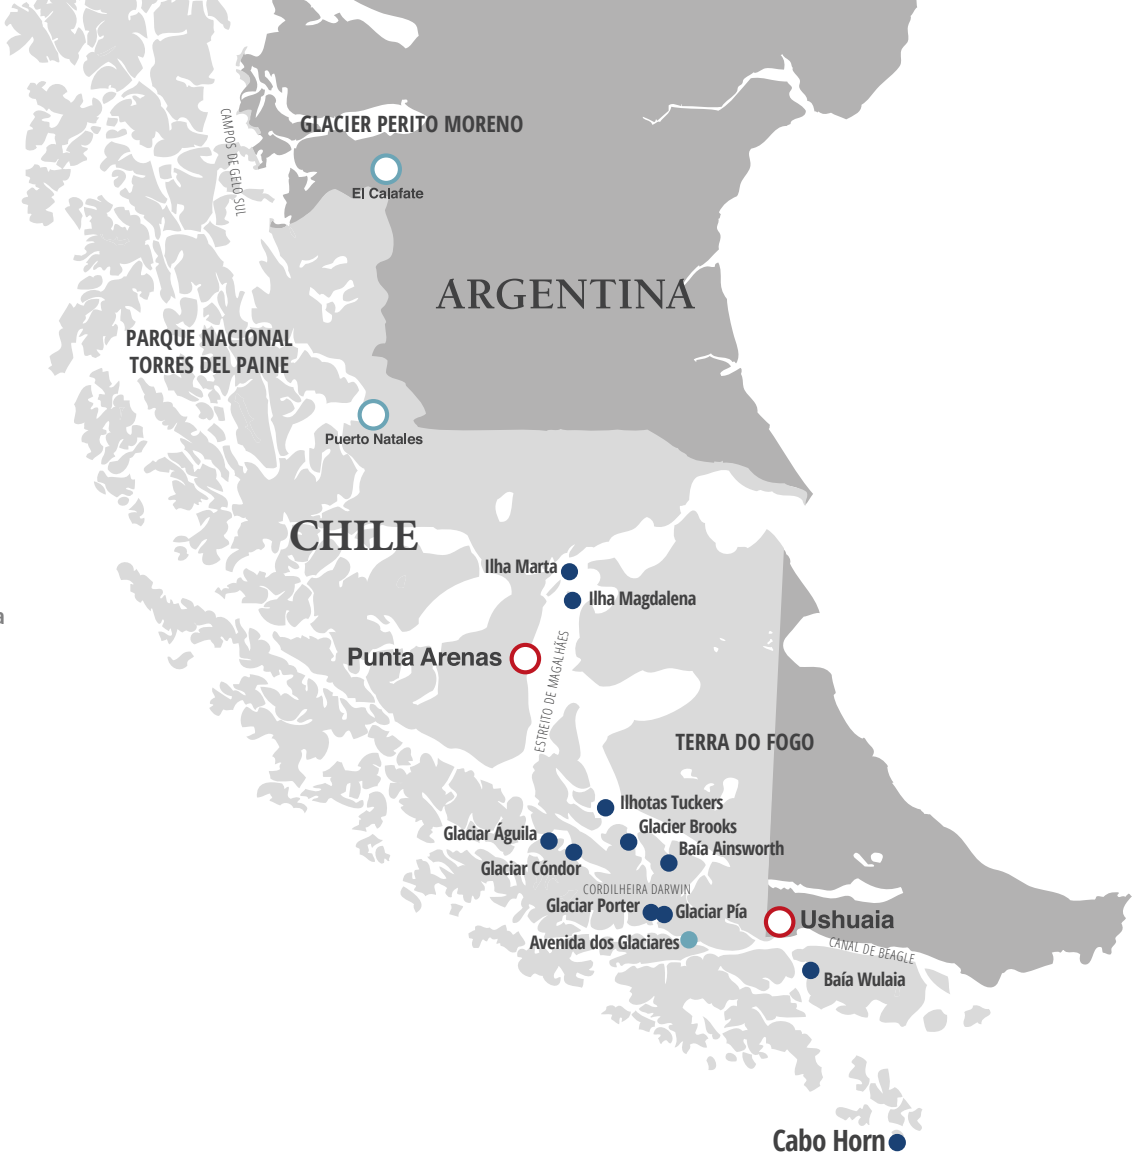 CAMPOS DE GELO SUL
GLACIER PERITO MORENO
El Calafate
ARGENTINA
PARQUE NACIONAL
TORRES DEL PAINE
Puerto Natales
CHILE
Ilha Marta
Ilha Magdalena
a
Punta Arenas
ESTREITO DE MAGALHÃES
TERRA DO FOGO
Ilhotas Tuckers
Glacier Brooks
Glaciar Águila
Baía Ainsworth
Glaciar Cóndor
CORDILHEIRA DARWIN
Glaciar Porter
Glaciar Pía
Ushuaia
Avenida dos Glaciares
CANAL DE BEAGLE
Baía Wulaia
Cabo Horn